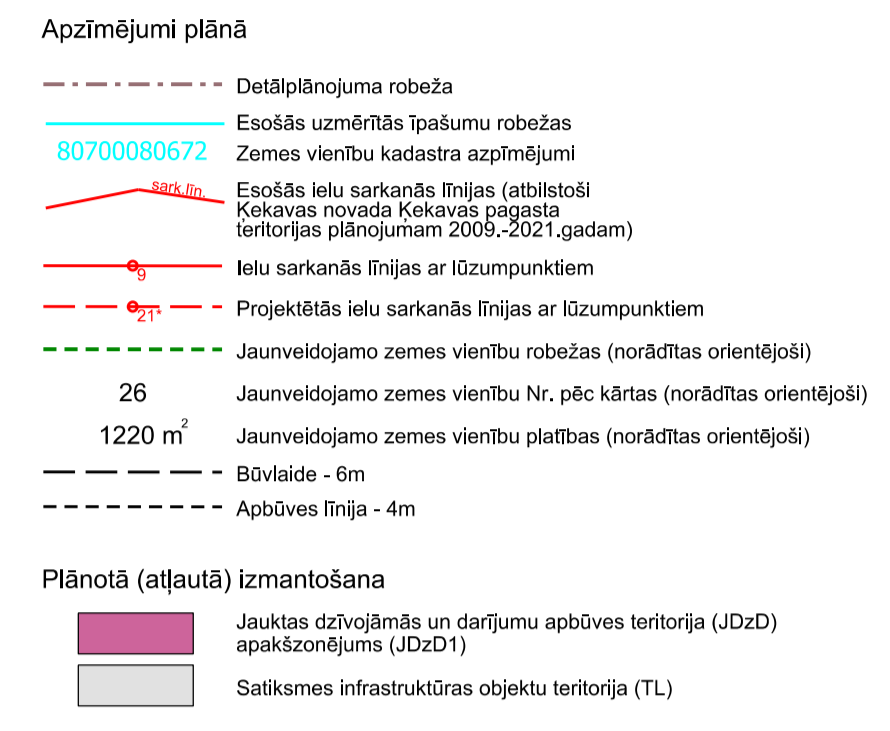 Apzīmējumi plānā
Detālplānojuma robeža
Esošās uzmērītās īpašumu robežas
80700080672 Zemes vienību kadastra azpīmējumi
sark.līn. Esošās ielu sarkanās līnijas (atbilstoši
Ķekavas novada Ķekavas pagasta
teritorijas plānojumam 2009.-2021.gadam)
9 Ielu sarkanās līnijas ar lūzumpunktiem
21* Projektētās ielu sarkanās līnijas ar lūzumpunktiem
Jaunveidojamo zemes vienību robežas (norādītas orientējoši)
26 Jaunveidojamo zemes vienību Nr. pēc kārtas (norādītas orientējoši)
1220 m² Jaunveidojamo zemes vienību platības (norādītas orientējoši)
Būvlaide - 6m
Apbūves līnija - 4m
Plānotā (atļautā) izmantošana
Jauktas dzīvojāmās un darījumu apbūves teritorija (JDzD)
apakšzonējums (JDzD1)
Satiksmes infrastruktūras objektu teritorija (TL)